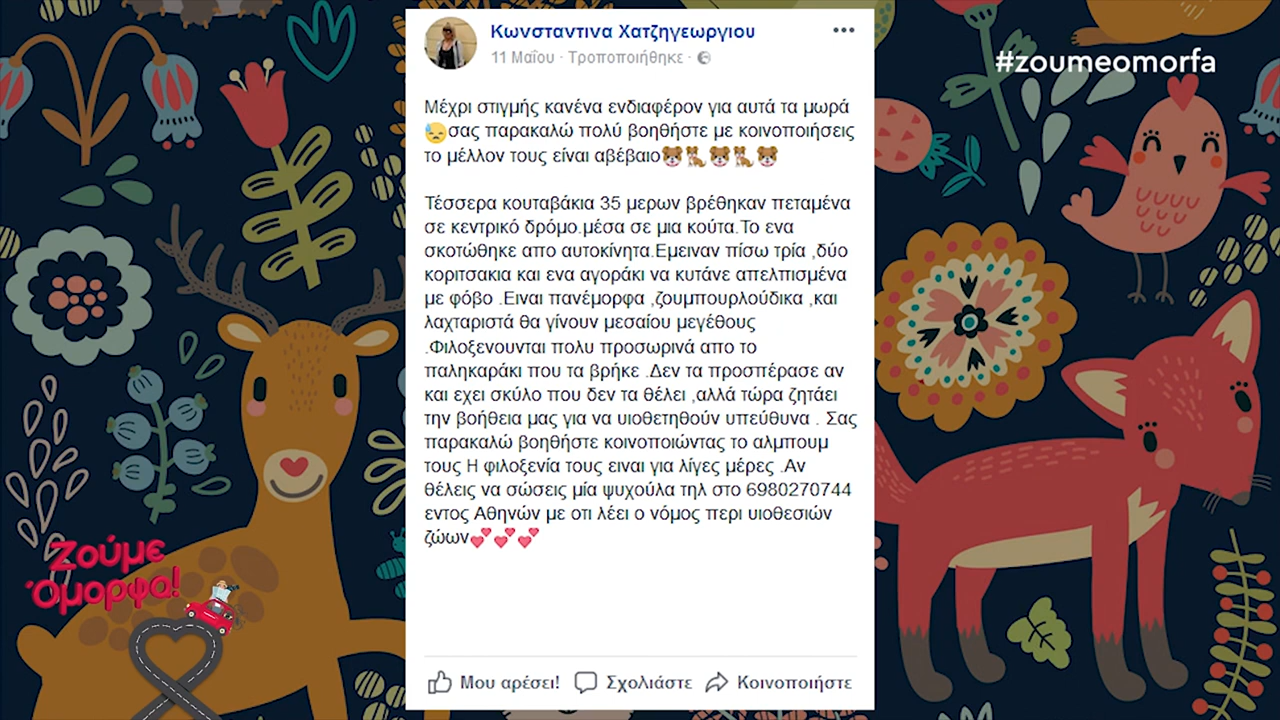 Κωνσταντινα Χατζηγεωργιου
11 Μαΐου · Τροποποιήθηκε ·
#zoumeomorfa
Μέχρι στιγμής κανένα ενδιαφέρον για αυτά τα μωρά
😓σας παρακαλώ πολύ βοηθήστε με κοινοποιήσεις
το μέλλον τους είναι αβέβαιο🐶🐕🐶🐕🐶
Τέσσερα κουταβάκια 35 μερων βρέθηκαν πεταμένα
σε κεντρικό δρόμο.μέσα σε μια κούτα.Το ενα
σκοτώθηκε απο αυτοκίνητα.Εμειναν πίσω τρία ,δύο
κοριτσακια και ενα αγοράκι να κυτάνε απελπισμένα
με φόβο .Ειναι πανέμορφα ,ζουμπουρλούδικα ,και
λαχταριστά θα γίνουν μεσαίου μεγέθους
.Φιλοξενουνται πολυ προσωρινά απο το
παληκαράκι που τα βρήκε .Δεν τα προσπέρασε αν
και εχει σκύλο που δεν τα θέλει ,αλλά τώρα ζητάει
την βοήθεια μας για να υιοθετηθούν υπεύθυνα . Σας
παρακαλώ βοηθήστε κοινοποιώντας το αλμπουμ
τους Η φιλοξενία τους ειναι για λίγες μέρες .Αν
θέλεις να σώσεις μία ψυχούλα τηλ στο 6980270744
εντος Αθηνών με οτι λέει ο νόμος περι υιοθεσιών
ζώων💕💕💕
Ζούμε
Όμορφα!
Μου αρέσει! Σχολιάστε Κοινοποιήστε